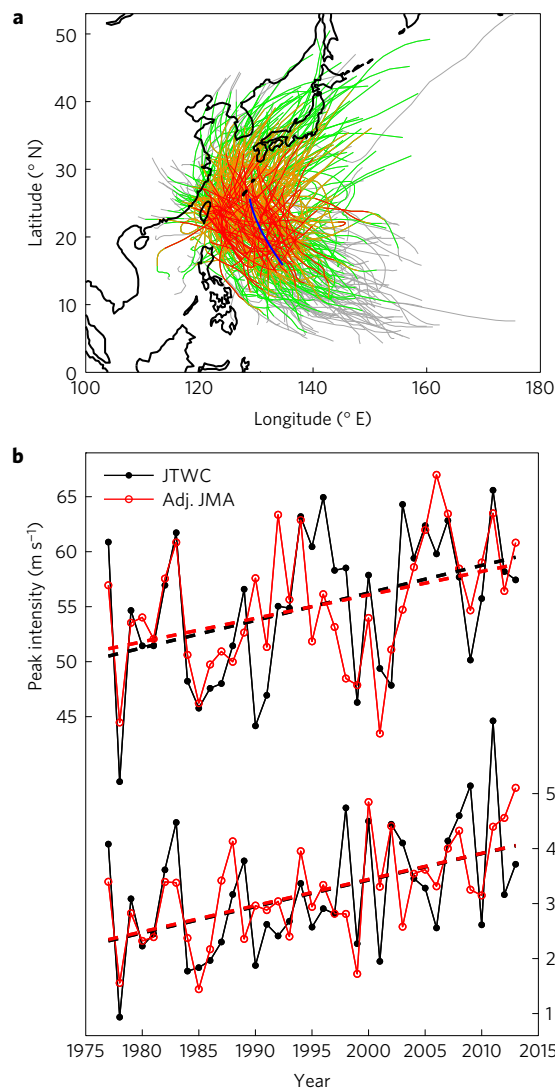 a
50
40
30
20
10
0
Latitude (° N)
100 120 140 160 180
Longitude (° E)
b
JTWC
Adj. JMA
65
60
55
50
45
Peak intensity (m s⁻¹)
5
4
3
2
1
1975 1980 1985 1990 1995 2000 2005 2010 2015
Year